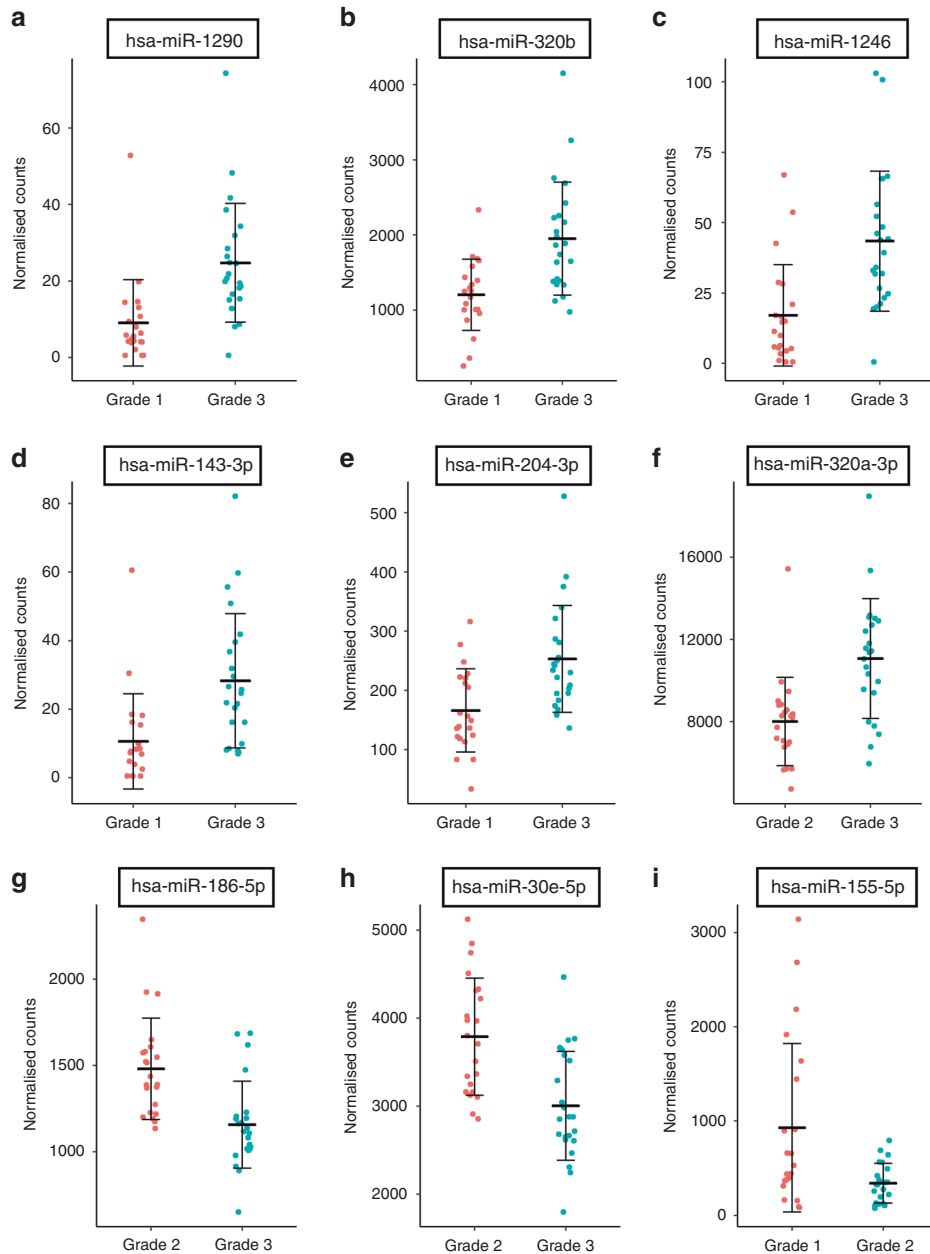 a
hsa-miR-1290
Normalised counts
60
40
20
0
Grade 1
Grade 3
b
hsa-miR-320b
Normalised counts
4000
3000
2000
1000
Grade 1
Grade 3
c
hsa-miR-1246
Normalised counts
100
75
50
25
0
Grade 1
Grade 3
d
hsa-miR-143-3p
Normalised counts
80
60
40
20
0
Grade 1
Grade 3
e
hsa-miR-204-3p
Normalised counts
500
400
300
200
100
Grade 1
Grade 3
f
hsa-miR-320a-3p
Normalised counts
16000
12000
8000
Grade 2
Grade 3
g
hsa-miR-186-5p
Normalised counts
2000
1500
1000
Grade 2
Grade 3
h
hsa-miR-30e-5p
Normalised counts
5000
4000
3000
2000
Grade 2
Grade 3
i
hsa-miR-155-5p
Normalised counts
3000
2000
1000
0
Grade 1
Grade 2